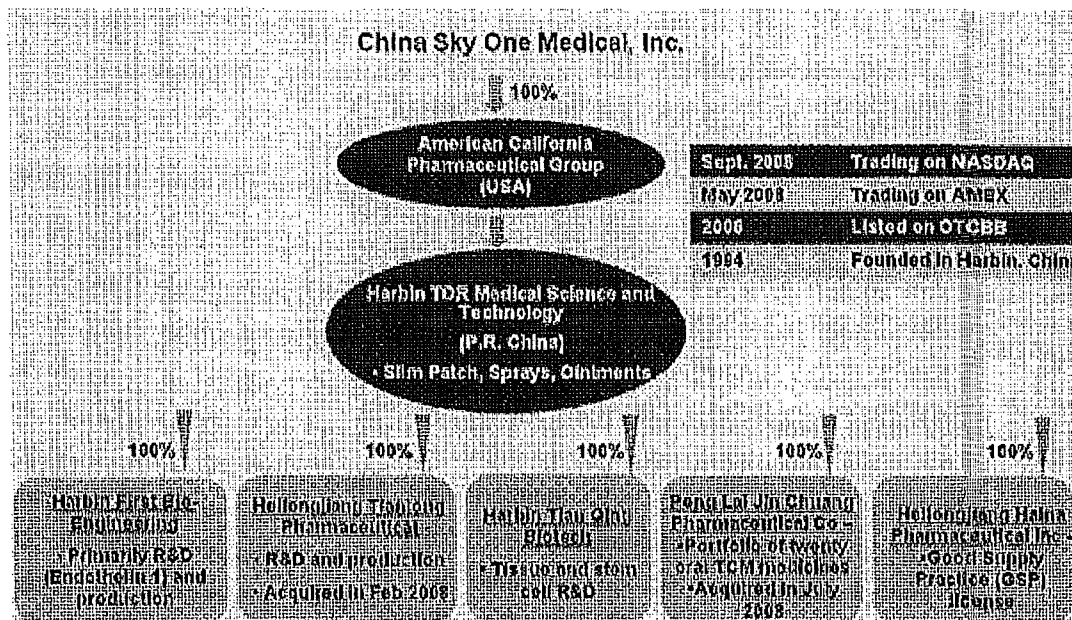 China Sky One Medical, Inc.
100%
American California
Pharmaceutical Group
(USA)
Sept. 2008 Trading on NASDAQ
May 2008 Trading on AMEX
2006 Listed on OTCBB
1994 Founded in Harbin, China
Harbin TDR Medical Science and
Technology
(P.R. China)
• Slim Patch, Sprays, Ointments
100%
100%
100%
100%
100%
Harbin First Bio-
Engineering
• Primarily R&D
(Endothelin-1) and
production
Heilongjiang Tianlong
Pharmaceutical
• R&D and production
• Acquired in Feb 2008
Harbin Tian Qing
Biotech
• Tissue and stem
cell R&D
Peng Lai Jin Chuang
Pharmaceutical Co –
• Portfolio of twenty
oral TCM medicines
• Acquired in July
2008
Heilongjiang Haina
Pharmaceutical Inc -
• Good Supply
Practice (GSP)
license